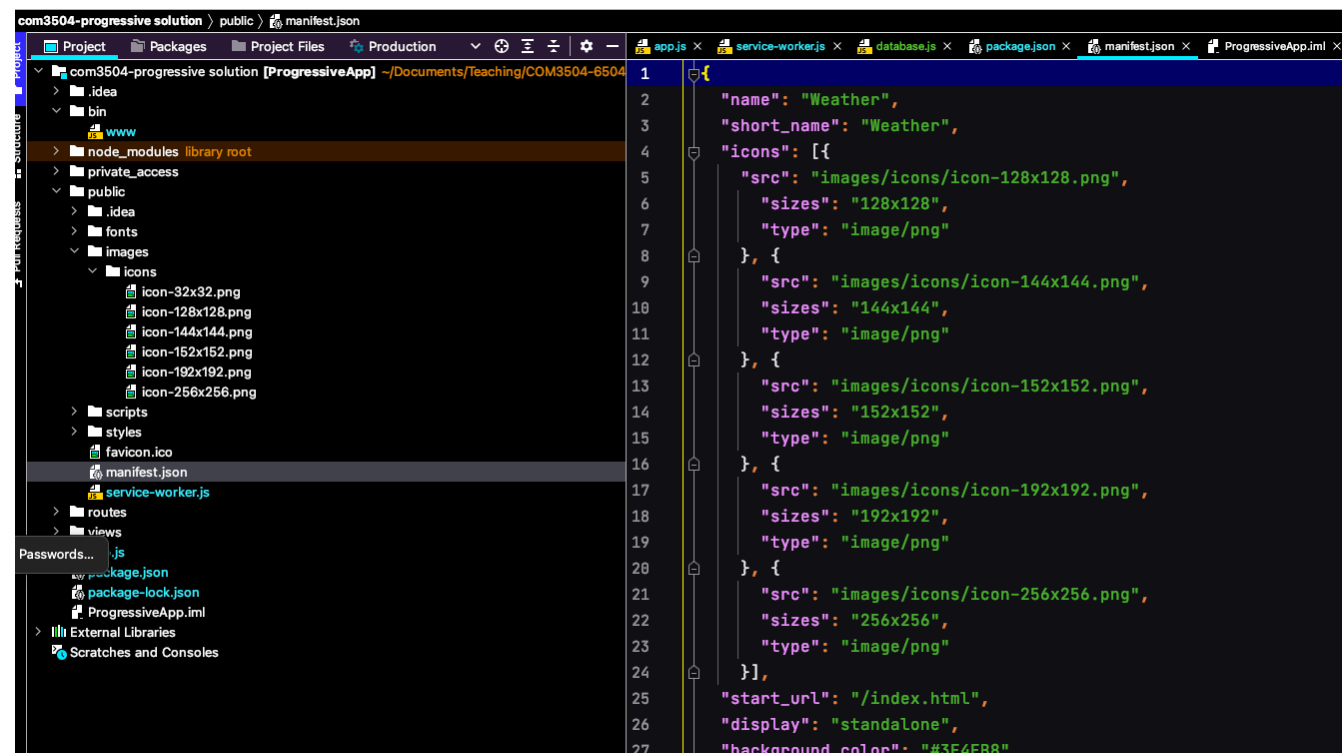 com3504-progressive solution 〉 public 〉 manifest.json
Project Packages Project Files Production
app.js × service-worker.js × database.js × package.json × manifest.json × ProgressiveApp.iml ×
Project
Structure
Pull Requests
com3504-progressive solution [ProgressiveApp] ~/Documents/Teaching/COM3504-6504
.idea
bin
www
node_modules library root
private_access
public
.idea
fonts
images
icons
icon-32x32.png
icon-128x128.png
icon-144x144.png
icon-152x152.png
icon-192x192.png
icon-256x256.png
scripts
styles
favicon.ico
manifest.json
service-worker.js
routes
views
Passwords...
.js
package.json
package-lock.json
ProgressiveApp.iml
External Libraries
Scratches and Consoles
1 {
2 "name": "Weather",
3 "short_name": "Weather",
4 "icons": [{
5 "src": "images/icons/icon-128x128.png",
6 "sizes": "128x128",
7 "type": "image/png"
8 }, {
9 "src": "images/icons/icon-144x144.png",
10 "sizes": "144x144",
11 "type": "image/png"
12 }, {
13 "src": "images/icons/icon-152x152.png",
14 "sizes": "152x152",
15 "type": "image/png"
16 }, {
17 "src": "images/icons/icon-192x192.png",
18 "sizes": "192x192",
19 "type": "image/png"
20 }, {
21 "src": "images/icons/icon-256x256.png",
22 "sizes": "256x256",
23 "type": "image/png"
24 }],
25 "start_url": "/index.html",
26 "display": "standalone",
27 "background_color": "#3E4EB8"